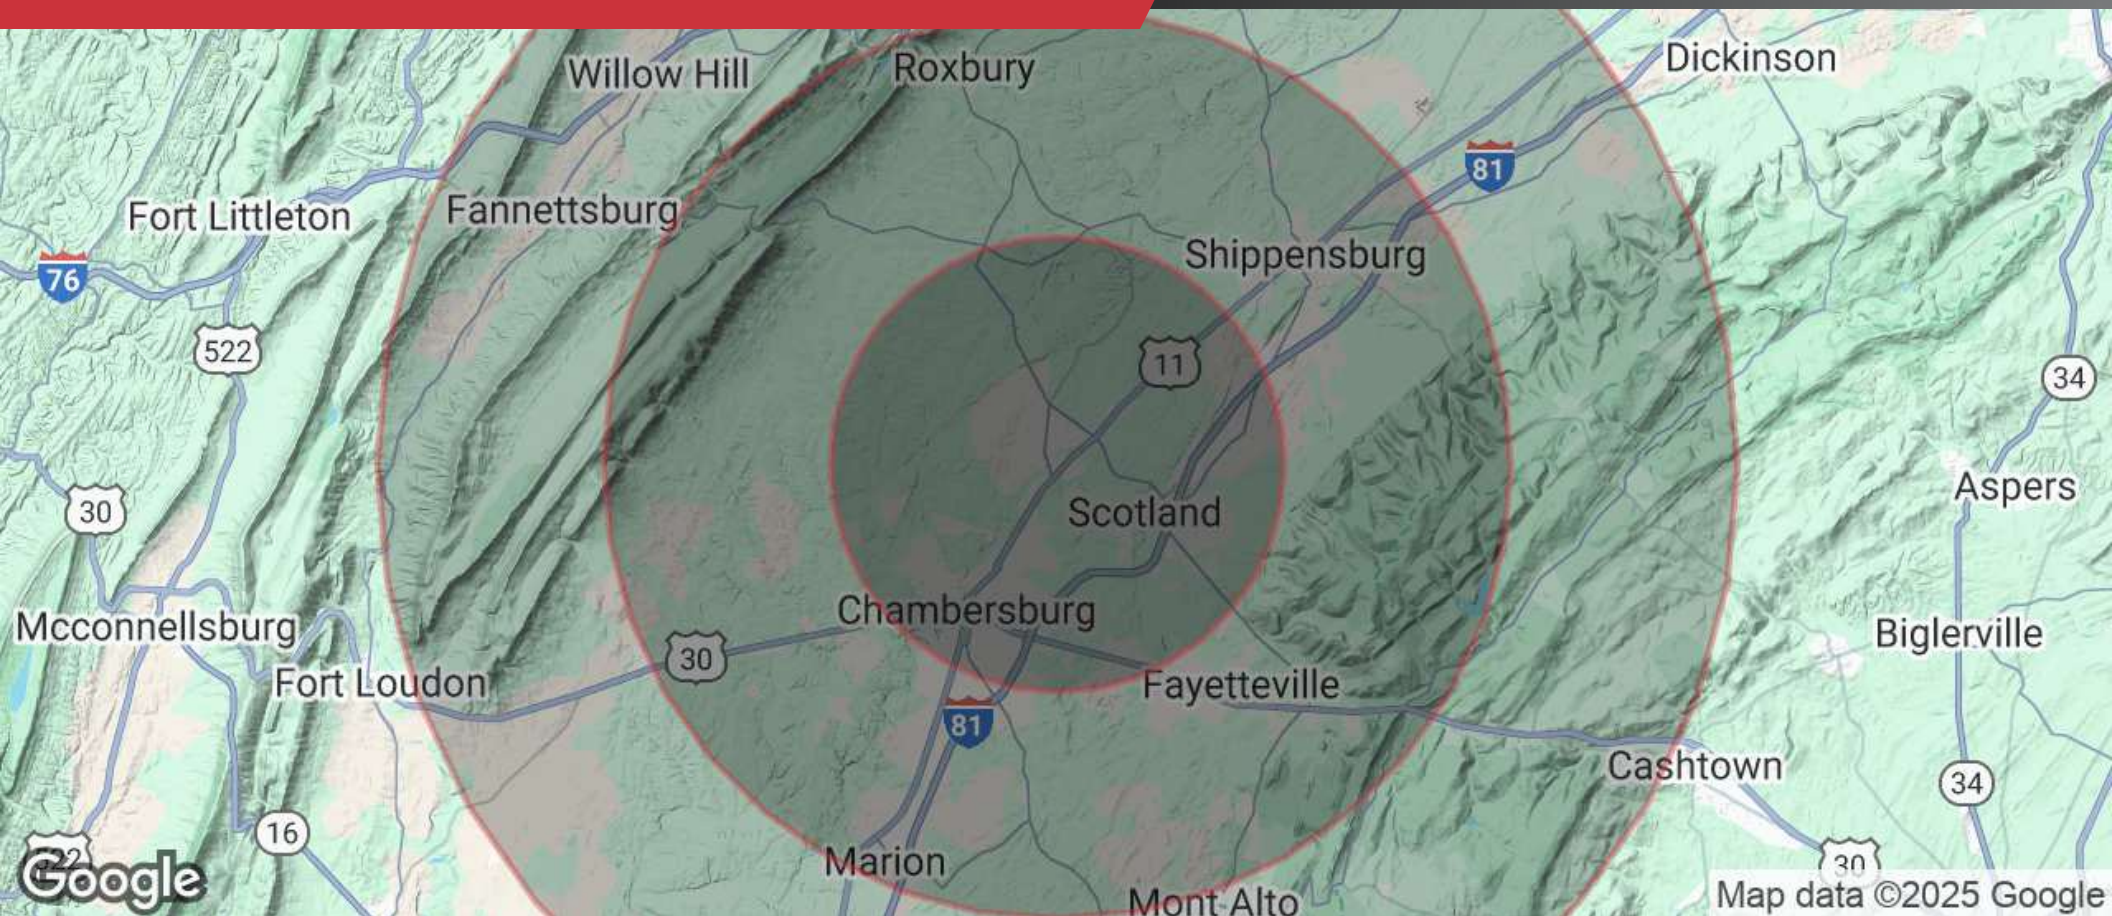 Dickinson
Willow Hill
Roxbury
81
Fort Littleton
Fannettsburg
Shippensburg
76
522
11
34
30
Scotland
Aspers
Chambersburg
Mcconnellsburg
Biglerville
30
Fort Loudon
Fayetteville
81
Cashtown
34
16
522
Marion
30
Google
Mont Alto
Map data ©2025 Google